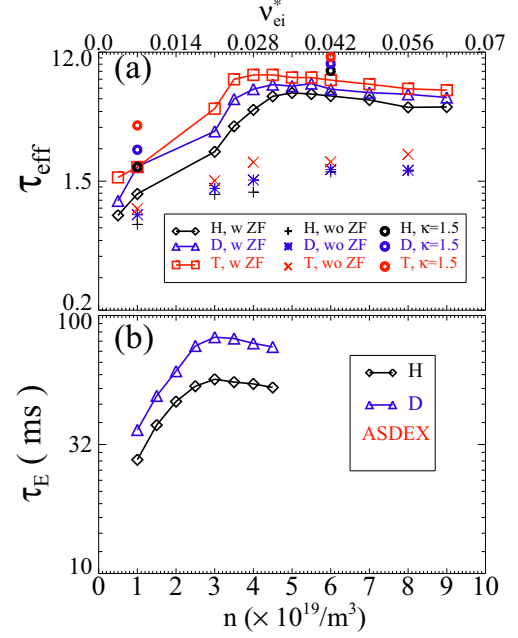 ν*ei
0.0 0.014 0.028 0.042 0.056 0.07
12.0
(a)
τeff
1.5
H, w ZF H, wo ZF H, κ=1.5
D, w ZF D, wo ZF D, κ=1.5
T, w ZF T, wo ZF T, κ=1.5
0.2
100
(b)
H
D
ASDEX
τE ( ms )
32
10
0 1 2 3 4 5 6 7 8 9 10
n (× 10¹⁹/m³)